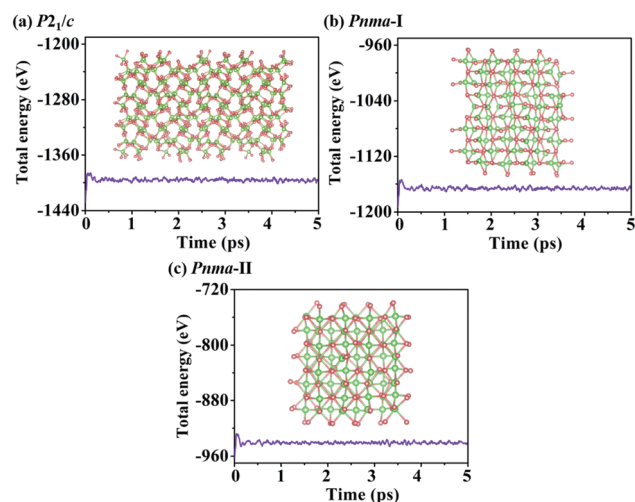 (a) P2₁/c
-1200
-1280
-1360
-1440
Total energy (eV)
0 1 2 3 4 5
Time (ps)
(b) Pnma-I
-960
-1040
-1120
-1200
Total energy (eV)
0 1 2 3 4 5
Time (ps)
(c) Pnma-II
-720
-800
-880
-960
Total energy (eV)
0 1 2 3 4 5
Time (ps)